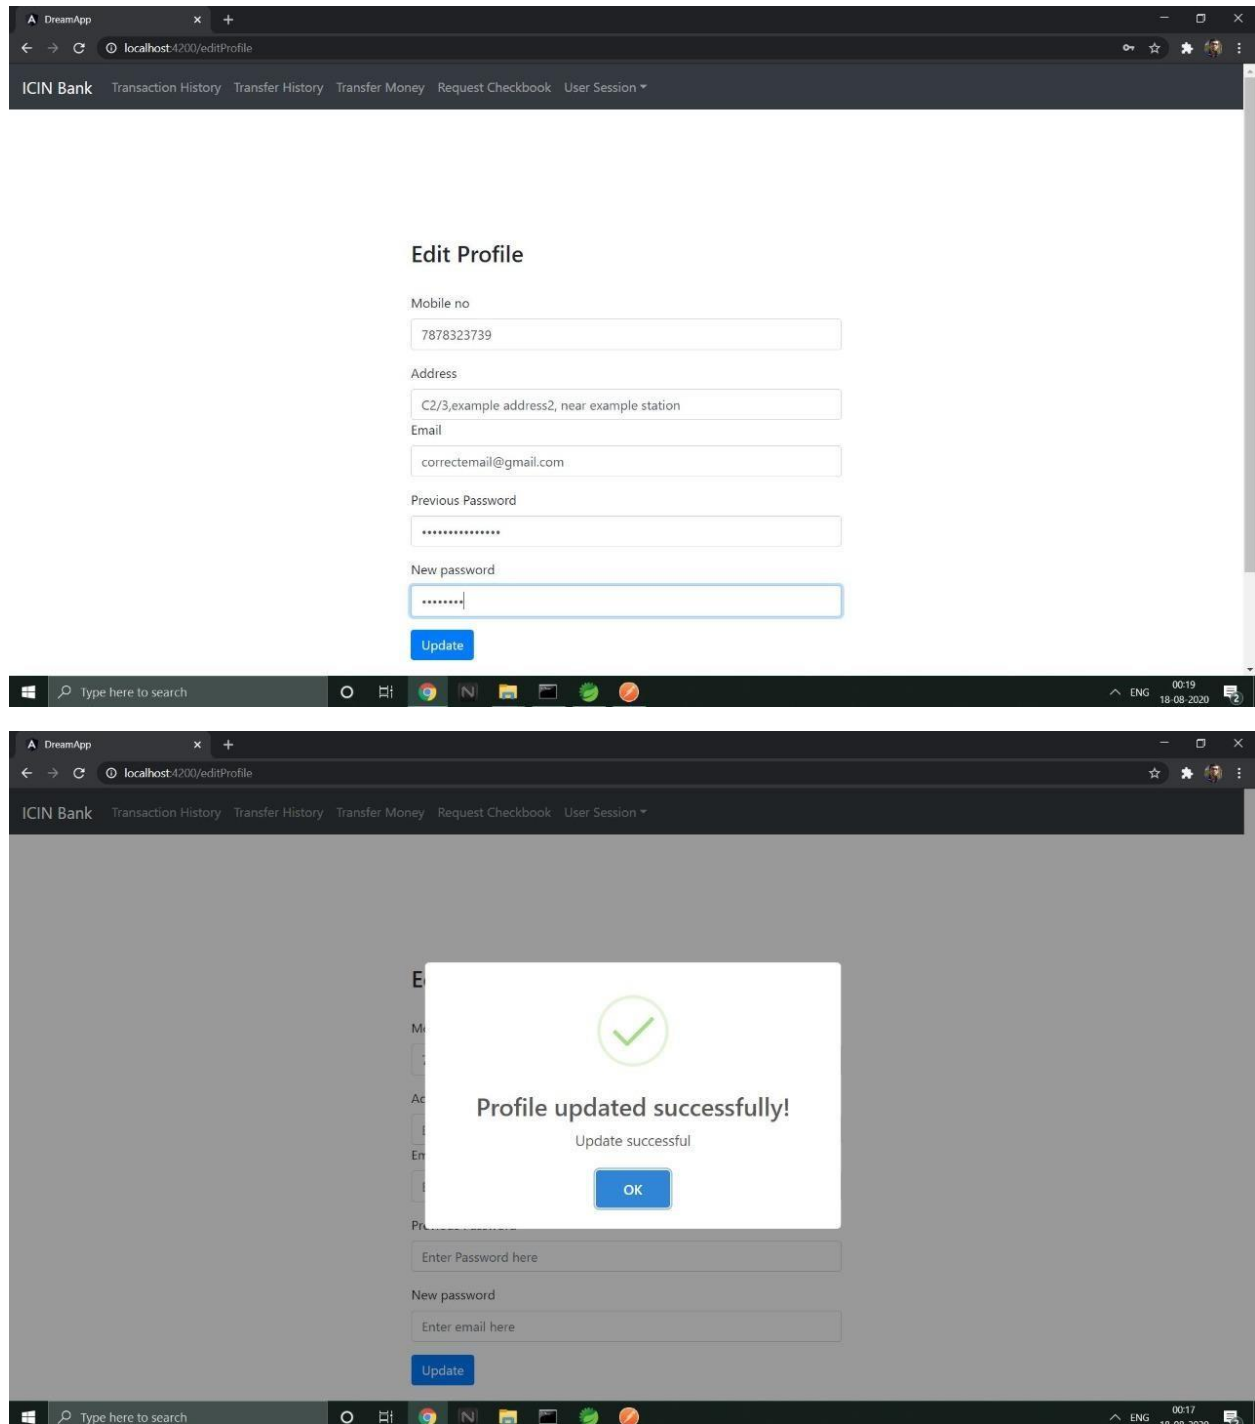 DreamApp
localhost:4200/editProfile
ICIN Bank Transaction History Transfer History Transfer Money Request Checkbook User Session
Edit Profile
Mobile no
7878323739
Address
C2/3,example address2, near example station
Email
correctemail@gmail.com
Previous Password
•••••••••••••••
New password
••••••••
Update
Type here to search
ENG
00:19
18-08-2020
2
DreamApp
localhost:4200/editProfile
ICIN Bank Transaction History Transfer History Transfer Money Request Checkbook User Session
Profile updated successfully!
Update successful
OK
Enter Password here
New password
Enter email here
Update
Type here to search
ENG
00:17